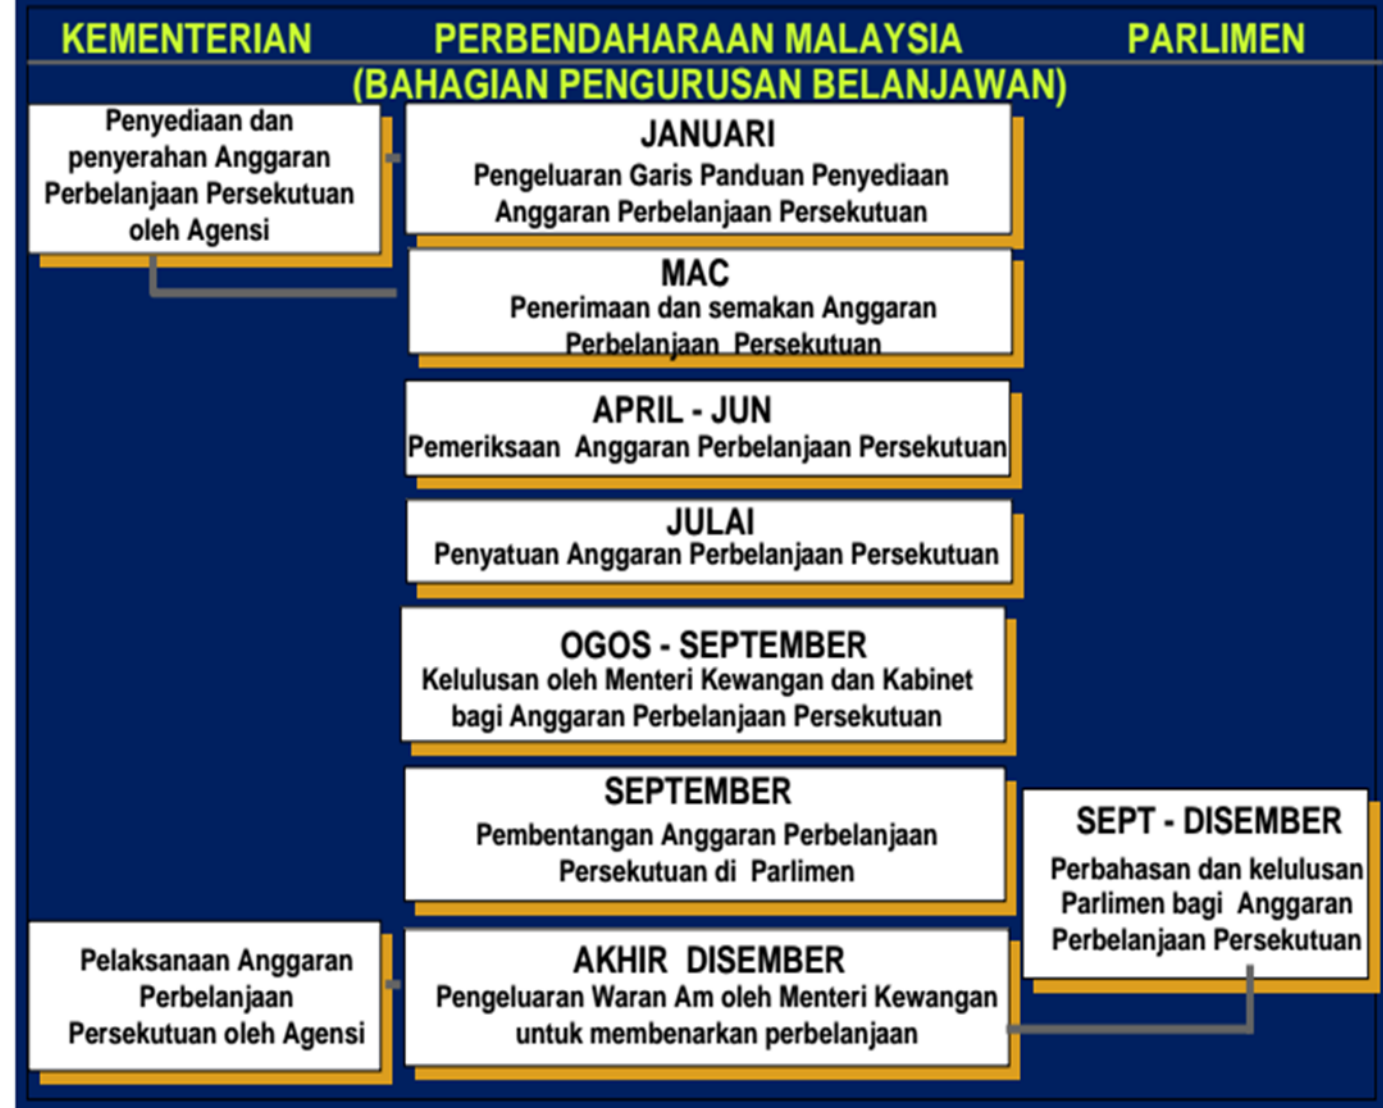 KEMENTERIAN
PERBENDAHARAAN MALAYSIA
PARLIMEN
(BAHAGIAN PENGURUSAN BELANJAWAN)
Penyediaan dan
penyerahan Anggaran
Perbelanjaan Persekutuan
oleh Agensi
JANUARI
Pengeluaran Garis Panduan Penyediaan
Anggaran Perbelanjaan Persekutuan
MAC
Penerimaan dan semakan Anggaran
Perbelanjaan Persekutuan
APRIL - JUN
Pemeriksaan Anggaran Perbelanjaan Persekutuan
JULAI
Penyatuan Anggaran Perbelanjaan Persekutuan
OGOS - SEPTEMBER
Kelulusan oleh Menteri Kewangan dan Kabinet
bagi Anggaran Perbelanjaan Persekutuan
SEPTEMBER
Pembentangan Anggaran Perbelanjaan
Persekutuan di Parlimen
SEPT - DISEMBER
Perbahasan dan kelulusan
Parlimen bagi Anggaran
Perbelanjaan Persekutuan
AKHIR DISEMBER
Pengeluaran Waran Am oleh Menteri Kewangan
untuk membenarkan perbelanjaan
Pelaksanaan Anggaran
Perbelanjaan
Persekutuan oleh Agensi